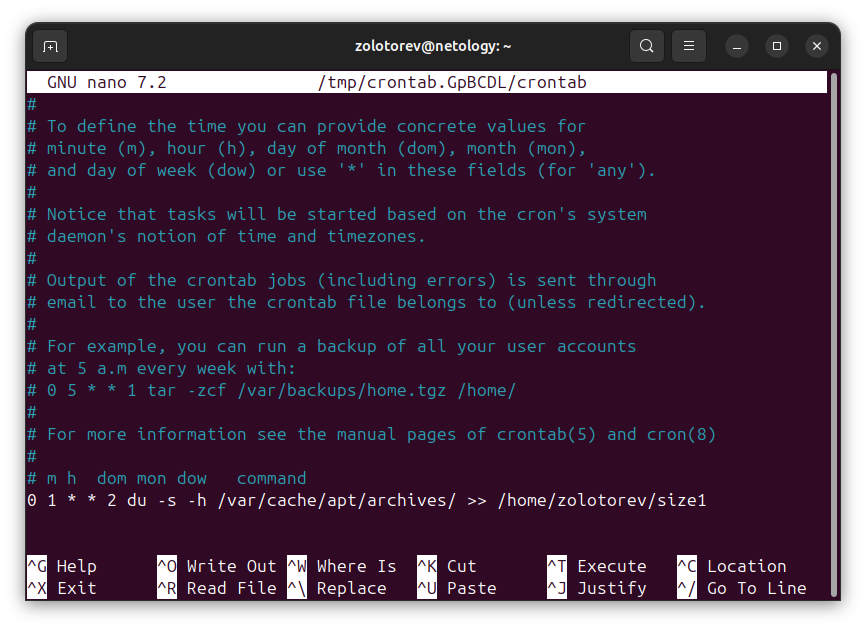 zolotorev@netology: ~
GNU nano 7.2 /tmp/crontab.GpBCDL/crontab
#
# To define the time you can provide concrete values for
# minute (m), hour (h), day of month (dom), month (mon),
# and day of week (dow) or use '*' in these fields (for 'any').
#
# Notice that tasks will be started based on the cron's system
# daemon's notion of time and timezones.
#
# Output of the crontab jobs (including errors) is sent through
# email to the user the crontab file belongs to (unless redirected).
#
# For example, you can run a backup of all your user accounts
# at 5 a.m every week with:
# 0 5 * * 1 tar -zcf /var/backups/home.tgz /home/
#
# For more information see the manual pages of crontab(5) and cron(8)
#
# m h  dom mon dow   command
0 1 * * 2 du -s -h /var/cache/apt/archives/ >> /home/zolotorev/size1
^G Help ^O Write Out ^W Where Is ^K Cut ^T Execute ^C Location
^X Exit ^R Read File ^\ Replace ^U Paste ^J Justify ^/ Go To Line